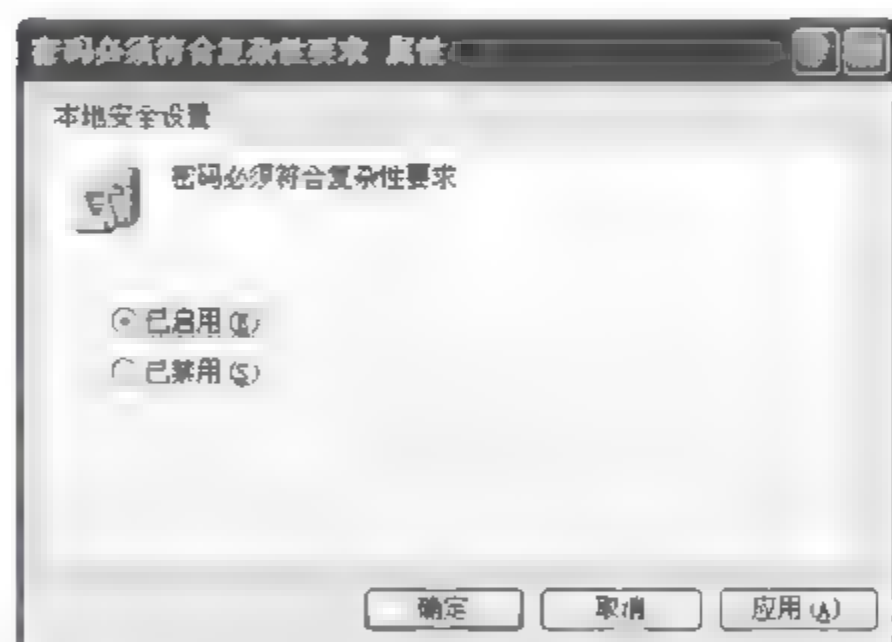 密码必须符合复杂性要求 属性
本地安全设置
密码必须符合复杂性要求
已启用(E)
已禁用(S)
确定
取消
应用(A)